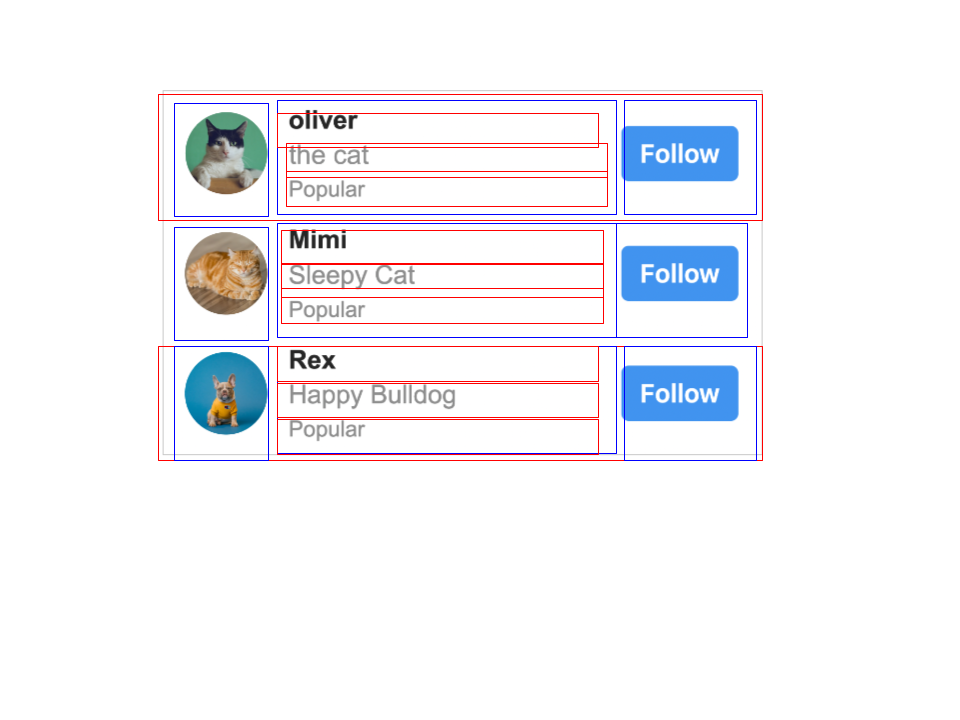 oliver
the cat
Popular
Follow
Mimi
Sleepy Cat
Popular
Follow
Rex
Happy Bulldog
Popular
Follow